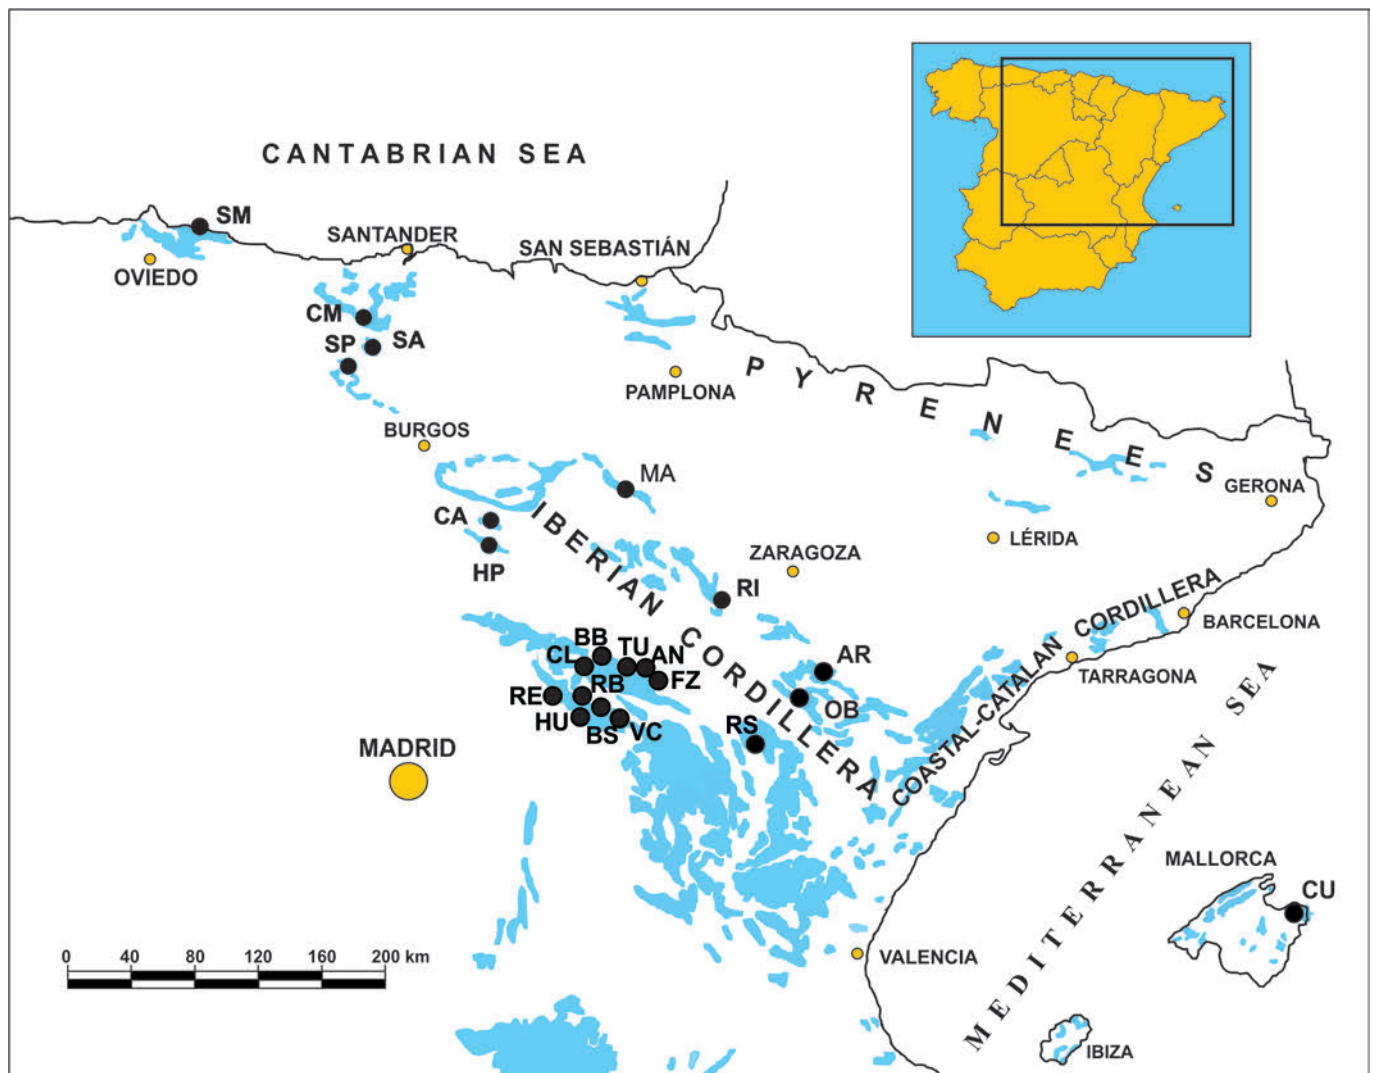 CANTABRIAN SEA
SM
SANTANDER
SAN SEBASTIÁN
OVIEDO
CM
SA
SP
PAMPLONA
PYRENEES
BURGOS
MA
GERONA
CA
IBERIAN CORDILLERA
LÉRIDA
HP
ZARAGOZA
RI
COASTAL-CATALAN CORDILLERA
BARCELONA
BB
TU
AN
CL
FZ
AR
TARRAGONA
RE
RB
OB
HU
BS
VC
RS
MADRID
MEDITERRANEAN SEA
MALLORCA
CU
VALENCIA
0 40 80 120 160 200 km
IBIZA